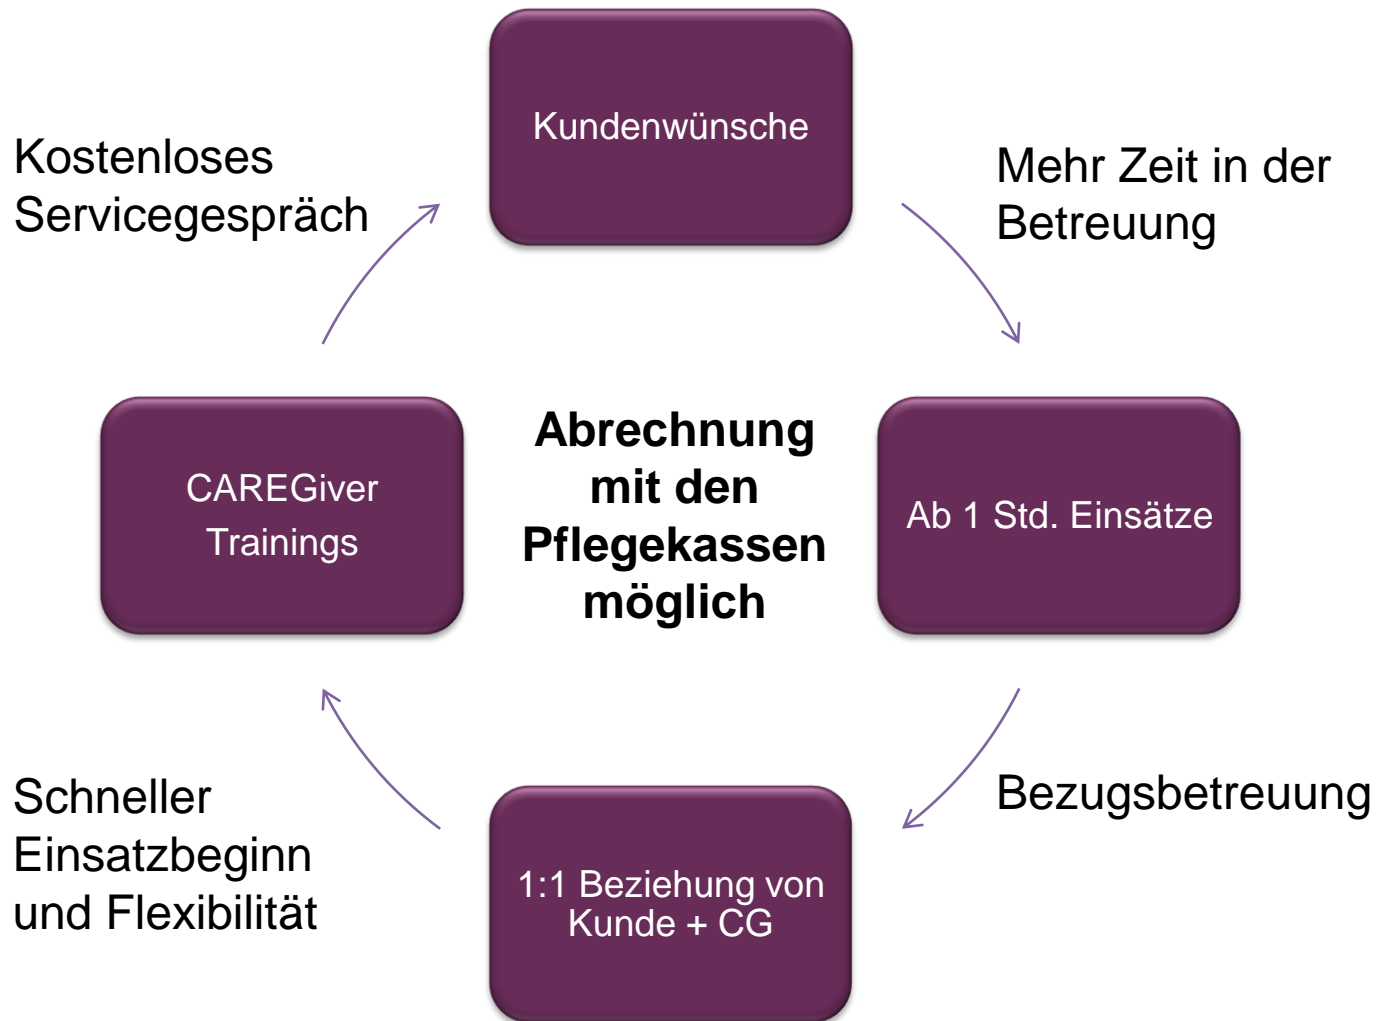 Kundenwünsche
Kostenloses
Servicegespräch
Mehr Zeit in der
Betreuung
CAREGiver
Trainings
Abrechnung
mit den
Pflegekassen
möglich
Ab 1 Std. Einsätze
Schneller
Einsatzbeginn
und Flexibilität
1:1 Beziehung von
Kunde + CG
Bezugsbetreuung